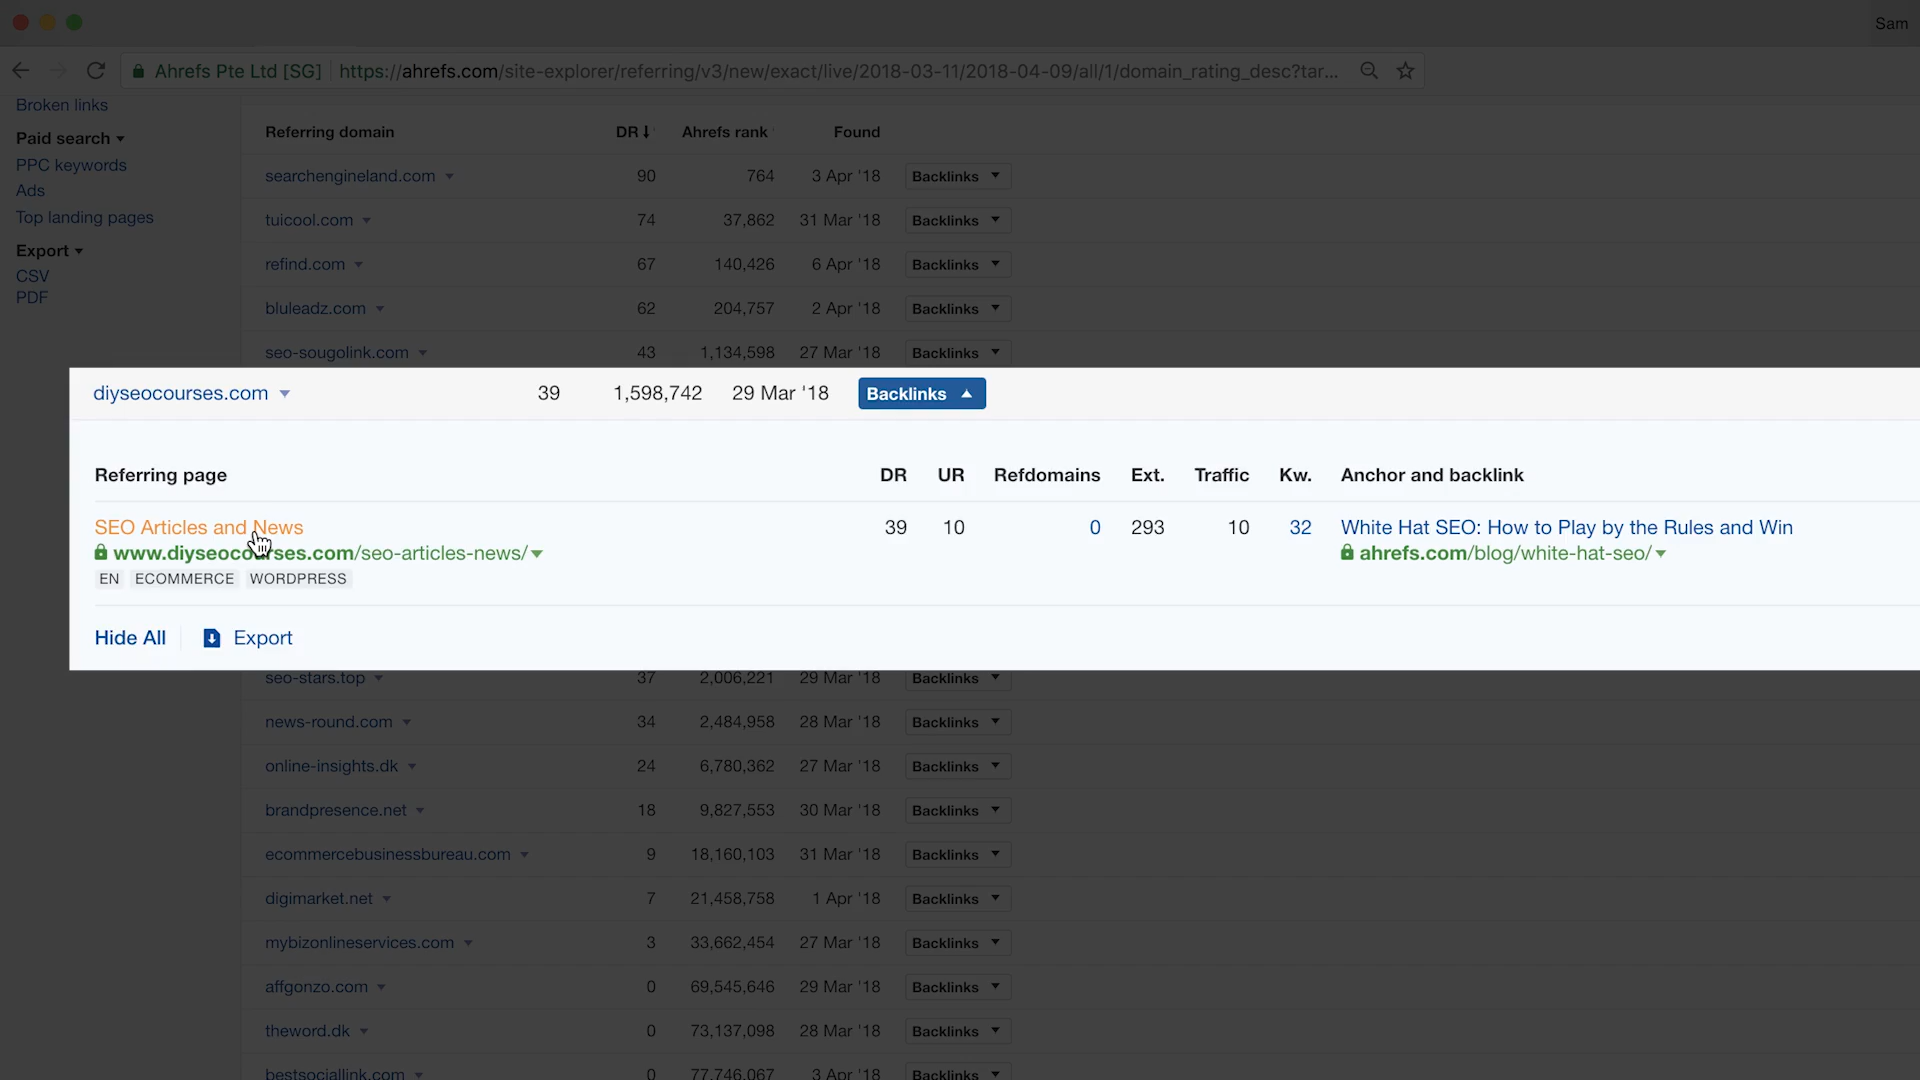 Sam
Ahrefs Pte Ltd [SG] https://ahrefs.com/site-explorer/referring/v3/new/exact/live/2018-03-11/2018-04-09/all/1/domain_rating_desc?tar...
Broken links
Paid search
PPC keywords
Ads
Top landing pages
Export
CSV
PDF
Referring domain DR Ahrefs rank Found
searchengineland.com 90 764 3 Apr '18 Backlinks
tuicool.com 74 37,862 31 Mar '18 Backlinks
refind.com 67 140,426 6 Apr '18 Backlinks
bluleadz.com 62 204,757 2 Apr '18 Backlinks
seo-sougolink.com 43 1,134,598 27 Mar '18 Backlinks
diyseocourses.com 39 1,598,742 29 Mar '18 Backlinks
Referring page DR UR Refdomains Ext. Traffic Kw. Anchor and backlink
SEO Articles and News 39 10 0 293 10 32 White Hat SEO: How to Play by the Rules and Win
www.diyseocourses.com/seo-articles-news/ ahrefs.com/blog/white-hat-seo/
EN ECOMMERCE WORDPRESS
Hide All Export
seo-stars.top 37 2,006,221 29 Mar '18 Backlinks
news-round.com 34 2,484,958 28 Mar '18 Backlinks
online-insights.dk 24 6,780,362 27 Mar '18 Backlinks
brandpresence.net 18 9,827,553 30 Mar '18 Backlinks
ecommercebusinessbureau.com 9 18,160,103 31 Mar '18 Backlinks
digimarket.net 7 21,458,758 1 Apr '18 Backlinks
mybizonlineservices.com 3 33,662,454 27 Mar '18 Backlinks
affgonzo.com 0 69,545,646 29 Mar '18 Backlinks
theword.dk 0 73,137,098 28 Mar '18 Backlinks
bestsociallink.com 0 77,746,067 3 Apr '18 Backlinks